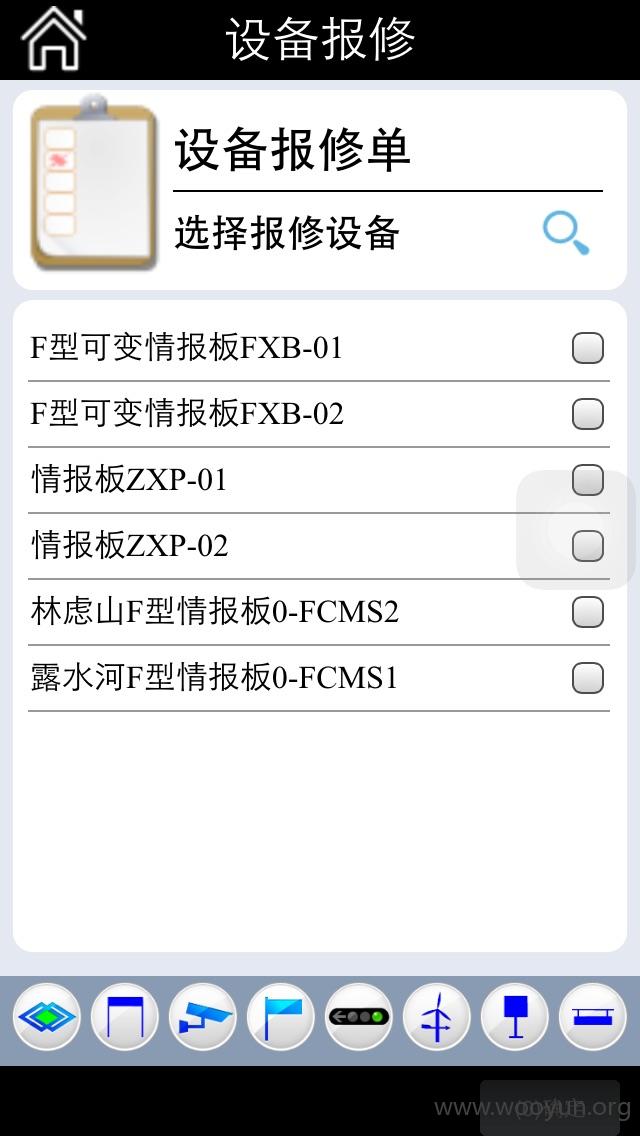 设备报修
设备报修单
选择报修设备
F型可变情报板FXB-01
F型可变情报板FXB-02
情报板ZXP-01
情报板ZXP-02
林虑山F型情报板0-FCMS2
露水河F型情报板0-FCMS1
(0)确定
www.wooyun.org